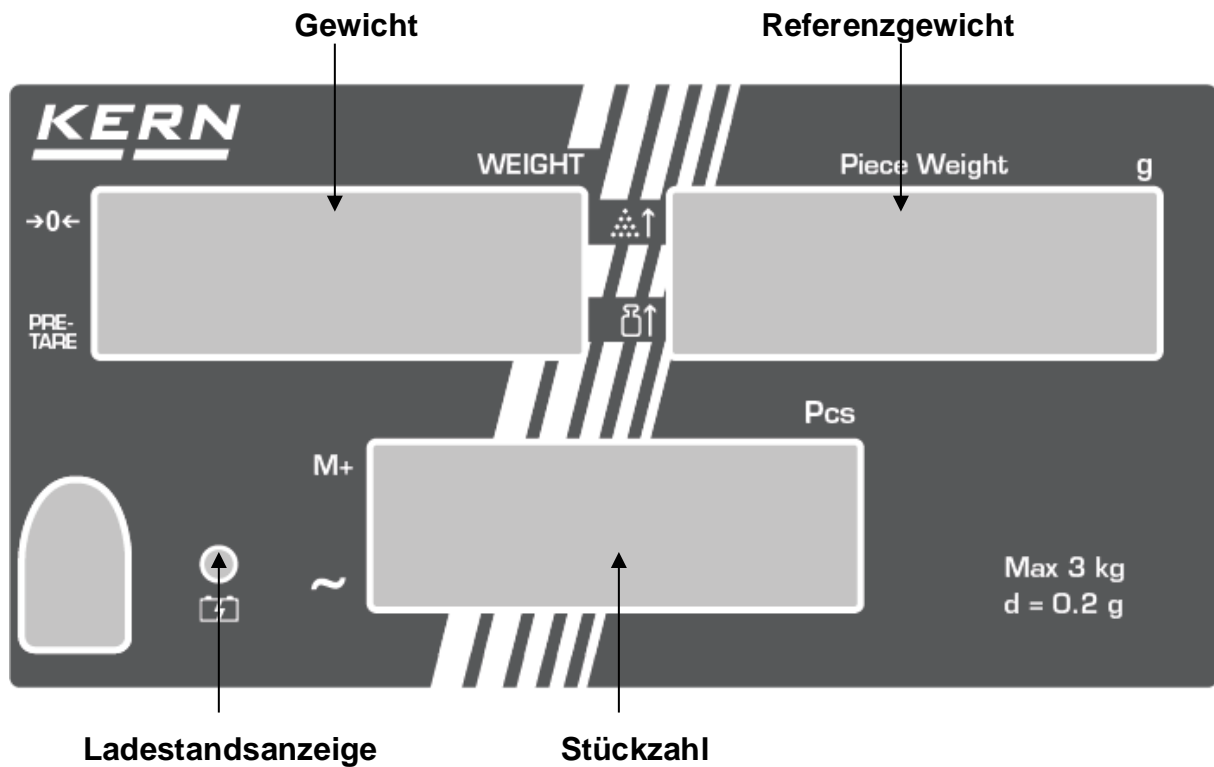 Gewicht Referenzgewicht
KERN
WEIGHT Piece Weight g
→0←
PRE-
TARE
Pcs
M+
~
Max 3 kg
d = 0.2 g
Ladestandsanzeige Stückzahl